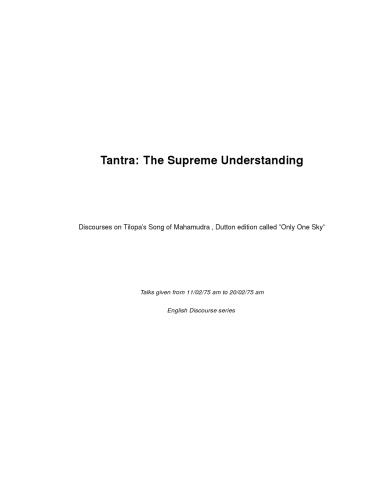 Tantra: The Supreme Understanding
Discourses on Tilopa's Song of Mahamudra , Dutton edition called "Only One Sky"
Talks given from 11/02/75 am to 20/02/75 am
English Discourse series